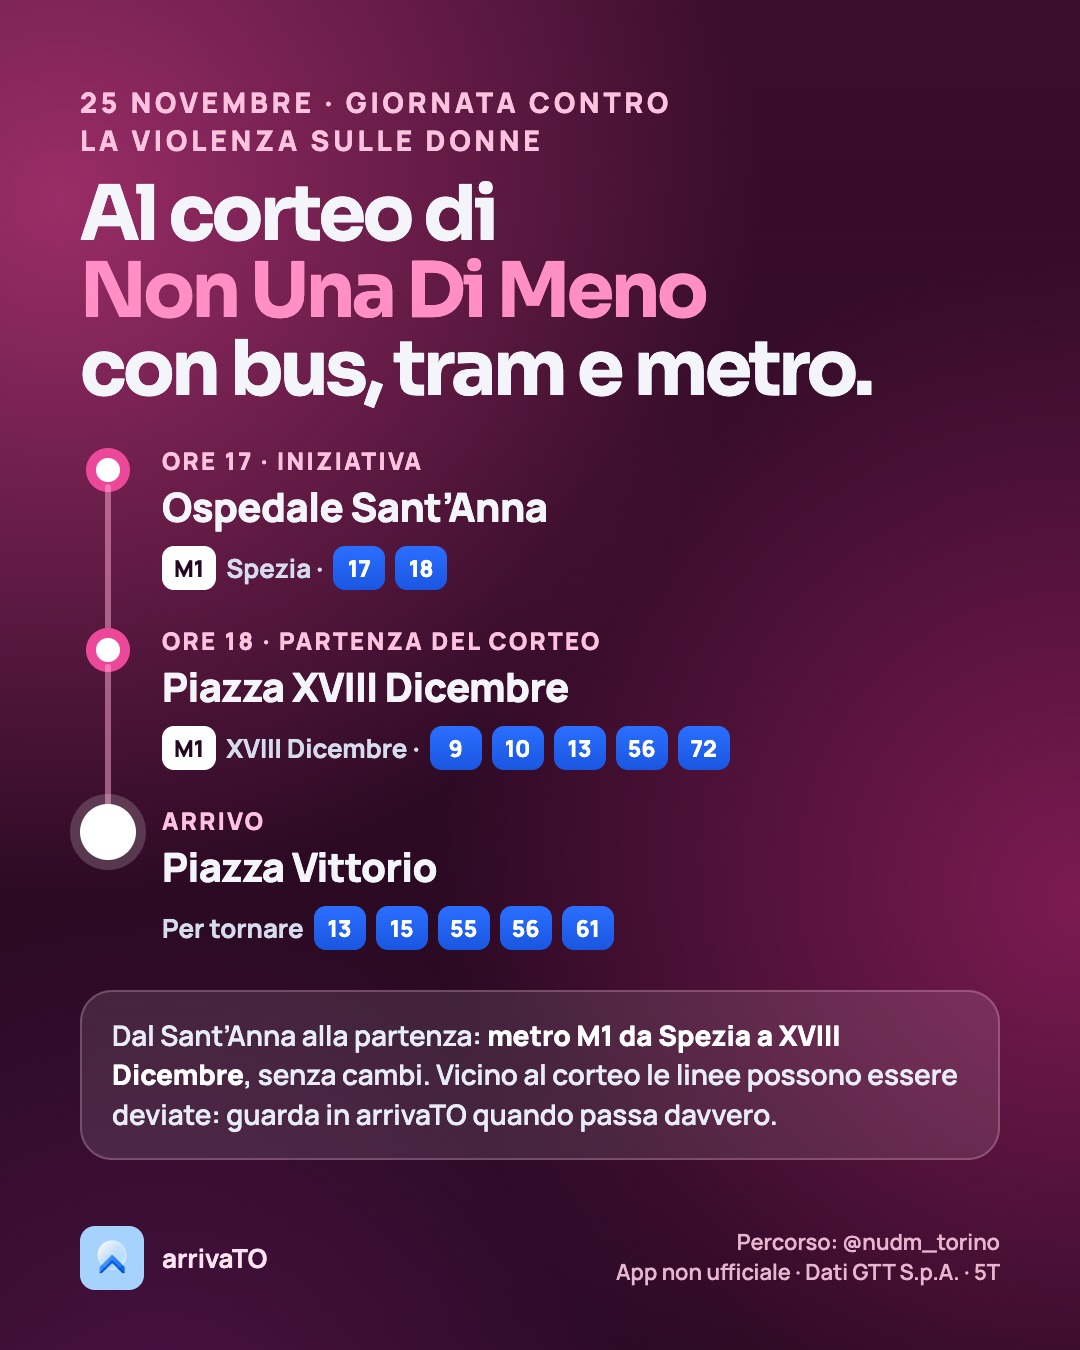 25 NOVEMBRE · GIORNATA CONTRO
LA VIOLENZA SULLE DONNE
Al corteo di
Non Una Di Meno
con bus, tram e metro.
ORE 17 · INIZIATIVA
Ospedale Sant’Anna
M1 Spezia · 17 18
ORE 18 · PARTENZA DEL CORTEO
Piazza XVIII Dicembre
M1 XVIII Dicembre · 9 10 13 56 72
ARRIVO
Piazza Vittorio
Per tornare 13 15 55 56 61
Dal Sant’Anna alla partenza: metro M1 da Spezia a XVIII
Dicembre, senza cambi. Vicino al corteo le linee possono essere
deviate: guarda in arrivaTO quando passa davvero.
arrivaTO
Percorso: @nudm_torino
App non ufficiale · Dati GTT S.p.A. · 5T